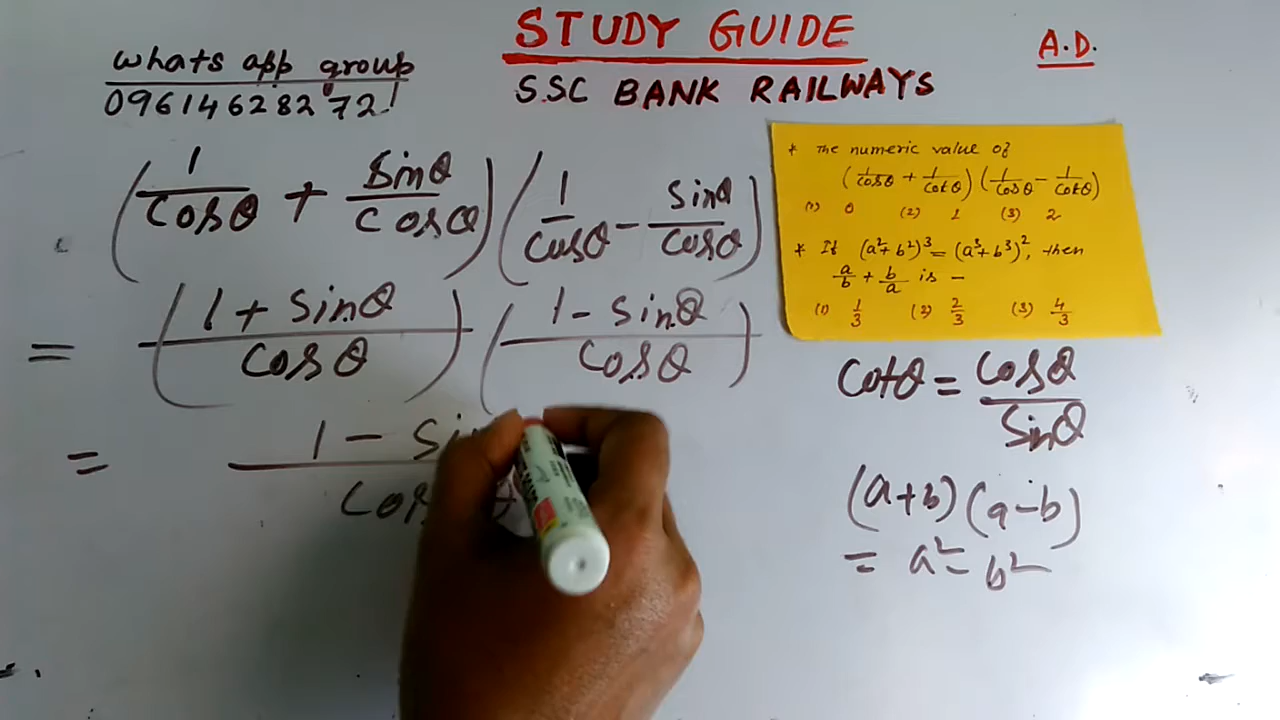 STUDY GUIDE
A.D.
whats app group
SSC BANK RAILWAYS
09614628272
(1/cosθ + sinθ/cosθ) (1/cosθ - sinθ/cosθ)
= (1 + sinθ/cosθ) (1 - sinθ/cosθ)
= 1 - Si
cos
* The numeric value of
(1/cosθ + 1/cotθ) (1/cosθ - 1/cotθ)
(1) 0 (2) 1 (3) 2
* If (a²+b²)³ = (a³+b³)², then
a/b + b/a is -
(1) 1/3 (2) 2/3 (3) 4/3
cotθ = cosθ/sinθ
(a+b) (a-b)
= a² - b²